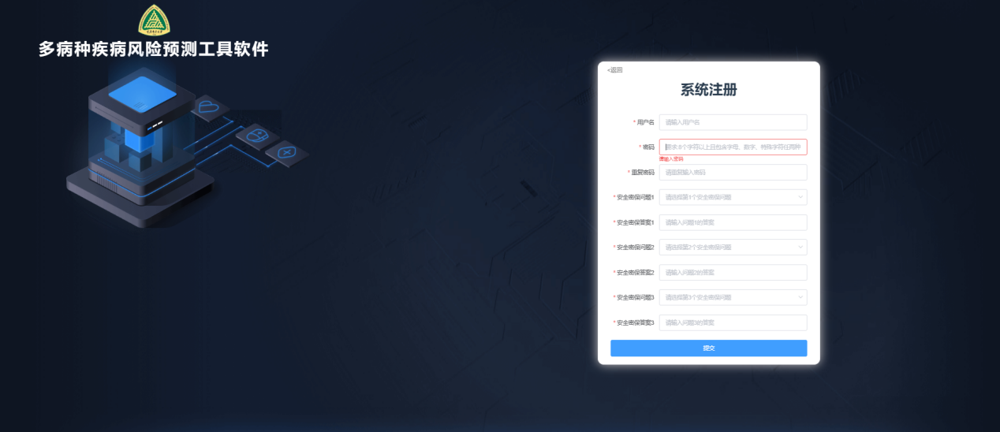 多病种疾病风险预测工具软件
<返回
系统注册
* 用户名 请输入用户名
* 密码 要求:8个字符以上且包含字母、数字、特殊字符任两种
请输入密码
* 重复密码 请重复输入密码
* 安全密保问题1 请选择第1个安全密保问题
* 安全密保答案1 请输入问题1的答案
* 安全密保问题2 请选择第2个安全密保问题
* 安全密保答案2 请输入问题2的答案
* 安全密保问题3 请选择第3个安全密保问题
* 安全密保答案3 请输入问题3的答案
提交